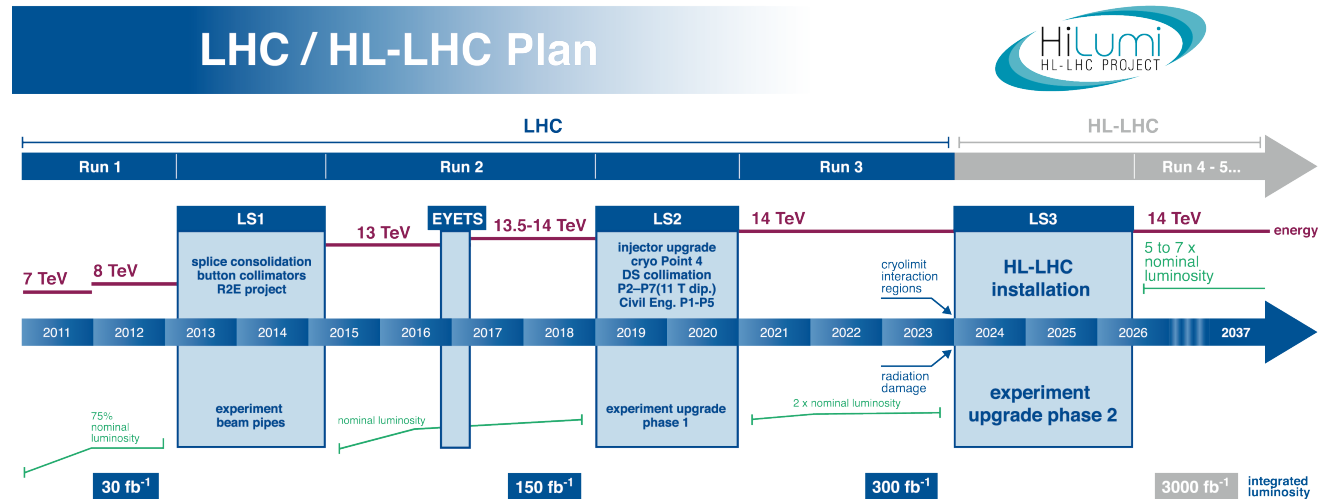 LHC / HL-LHC Plan
HiLumi
HL-LHC PROJECT
LHC
HL-LHC
Run 1
Run 2
Run 3
Run 4 - 5...
LS1
EYETS
LS2
LS3
7 TeV
8 TeV
13 TeV
13.5-14 TeV
14 TeV
14 TeV
energy
splice consolidation
button collimators
R2E project
injector upgrade
cryo Point 4
DS collimation
P2–P7(11 T dip.)
Civil Eng. P1-P5
cryolimit
interaction
regions
HL-LHC
installation
5 to 7 x
nominal
luminosity
2011
2012
2013
2014
2015
2016
2017
2018
2019
2020
2021
2022
2023
2024
2025
2026
2037
75%
nominal
luminosity
experiment
beam pipes
nominal luminosity
experiment upgrade
phase 1
2 x nominal luminosity
radiation
damage
experiment
upgrade phase 2
30 fb⁻¹
150 fb⁻¹
300 fb⁻¹
3000 fb⁻¹
integrated
luminosity